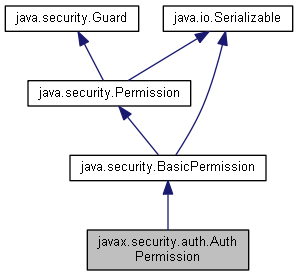 java.security.Guard
java.io.Serializable
java.security.Permission
java.security.BasicPermission
javax.security.auth.Auth
Permission